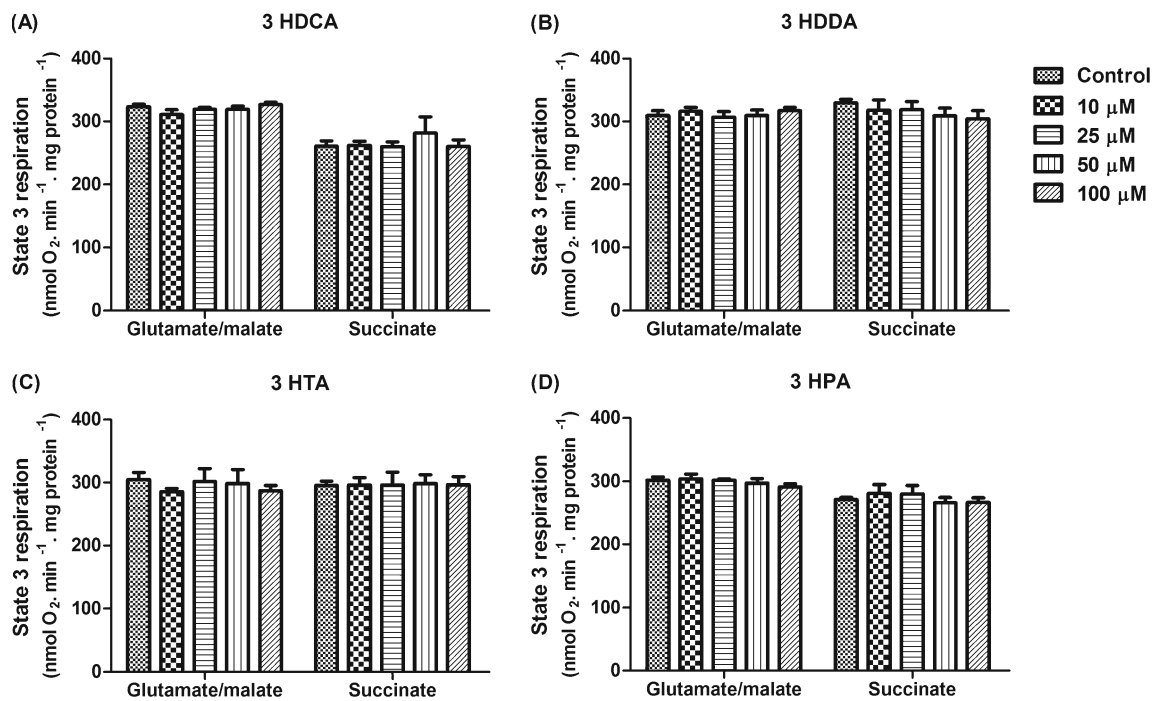 (A)
3 HDCA
State 3 respiration
(nmol O₂. min ⁻¹. mg protein ⁻¹)
400
300
200
100
0
Glutamate/malate
Succinate
(B)
3 HDDA
State 3 respiration
(nmol O₂. min ⁻¹. mg protein ⁻¹)
400
300
200
100
0
Glutamate/malate
Succinate
Control
10 μM
25 μM
50 μM
100 μM
(C)
3 HTA
State 3 respiration
(nmol O₂. min ⁻¹. mg protein ⁻¹)
400
300
200
100
0
Glutamate/malate
Succinate
(D)
3 HPA
State 3 respiration
(nmol O₂. min ⁻¹. mg protein ⁻¹)
400
300
200
100
0
Glutamate/malate
Succinate